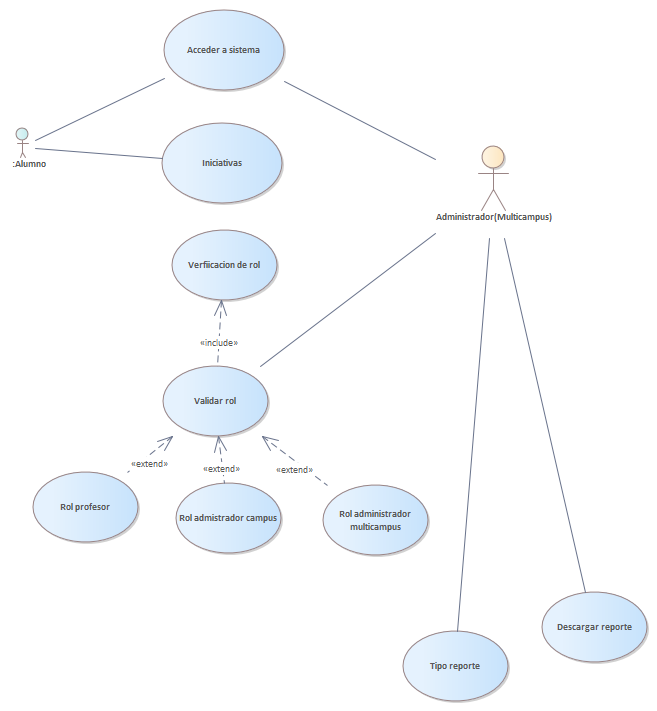 Acceder a sistema
:Alumno
Iniciativas
Administrador(Multicampus)
Verfiicacion de rol
«include»
Validar rol
«extend»
«extend»
«extend»
Rol profesor
Rol admistrador campus
Rol administrador
multicampus
Descargar reporte
Tipo reporte